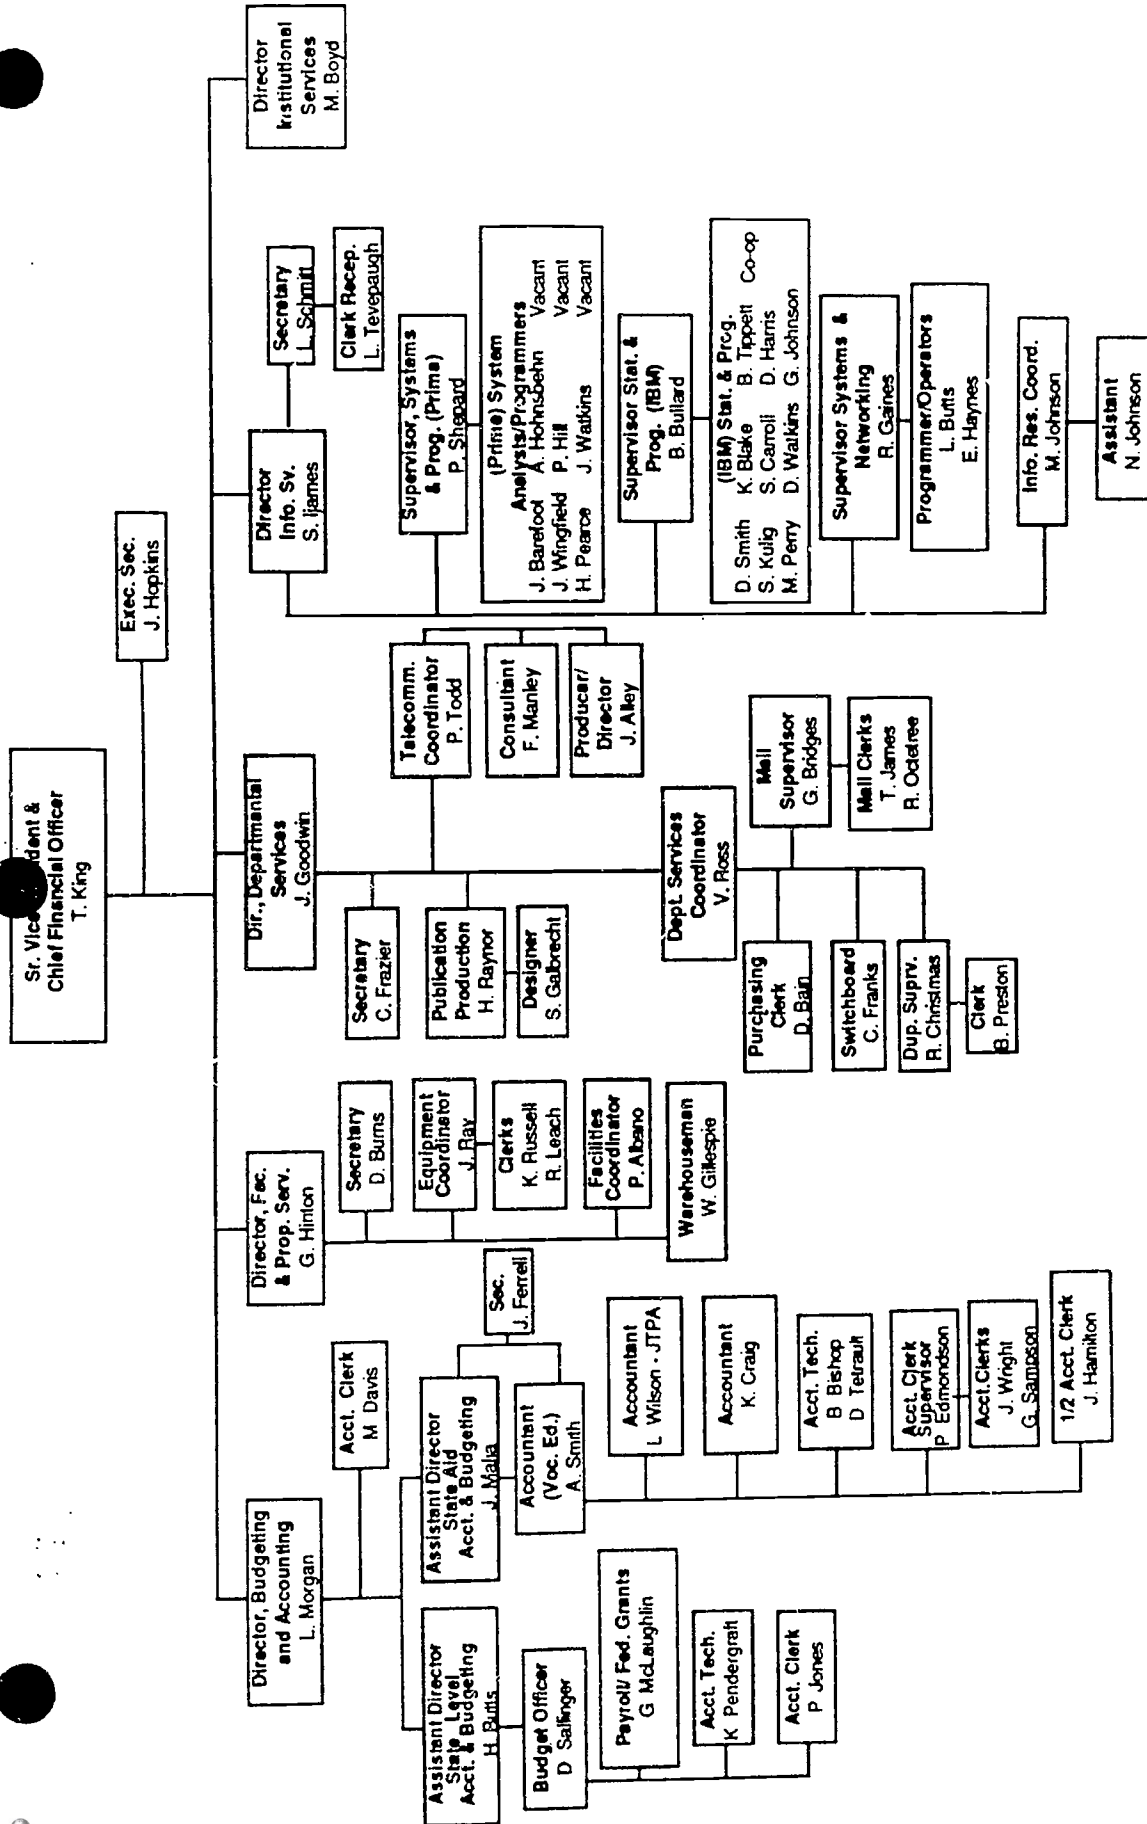 Sr. Vice
dent &
Chief Financial Officer
T. King
Exec. Sec.
J. Hopkins
Director, Budgeting
and Accounting
L. Morgan
Acct. Clerk
M Davis
Assistant Director
State Level
Acct. & Budgeting
H. Butts
Budget Officer
D Salfinger
Payroll/ Fed. Grants
G McLaughlin
Acct. Tech.
K Pendergraft
Acct. Clerk
P Jones
Assistant Director
State Aid
Acct. & Budgeting
J. Malia
Accountant
(Voc. Ed.)
A. Smith
Sec.
J. Ferrell
Accountant
L Wilson - JTPA
Accountant
K. Craig
Acct. Tech.
B Bishop
D Tetrault
Acct. Clerk
Supervisor
P Edmondson
Acct. Clerks
J. Wright
G. Sampson
1/2 Acct. Clerk
J. Hamilton
Director, Fac.
& Prop. Serv.
G. Hinton
Secretary
D. Burns
Equipment
Coordinator
J. Ray
Clerks
K. Russell
R. Leach
Facilities
Coordinator
P. Albano
Warehouseman
W. Gillespie
Dir., Departmental
Services
J. Goodwin
Secretary
C. Frazier
Publication
Production
H. Raynor
Designer
S. Galbrecht
Telecomm.
Coordinator
P. Todd
Consultant
F. Manley
Producer/
Director
J. Alley
Dept. Services
Coordinator
V. Ross
Purchasing
Clerk
D. Bain
Switchboard
C. Franks
Dup. Suprv.
R. Christmas
Clerk
B. Preston
Mail
Supervisor
G. Bridges
Mail Clerks
T. James
R. Octetree
Director
Info. Sv.
S. Ijames
Secretary
L. Schmitt
Clerk Recep.
L. Tevepaugh
Supervisor, Systems
& Prog. (Prime)
P. Shepard
(Prime) System
Analysts/Programmers
J. Barefoot A. Hohnsbehn Vacant
J. Wingfield P. Hill Vacant
H. Pearce J. Watkins Vacant
Supervisor Stat. &
Prog. (IBM)
B. Bullard
(IBM) Stat. & Prog.
D. Smith K. Blake B. Tippett Co-op
S. Kulig S. Carroll D. Harris
M. Perry D. Watkins G. Johnson
Supervisor Systems &
Networking
R. Gaines
Programmer/Operators
L. Butts
E. Haynes
Info. Res. Coord.
M. Johnson
Assistant
N. Johnson
Director
Institutional
Services
M. Boyd